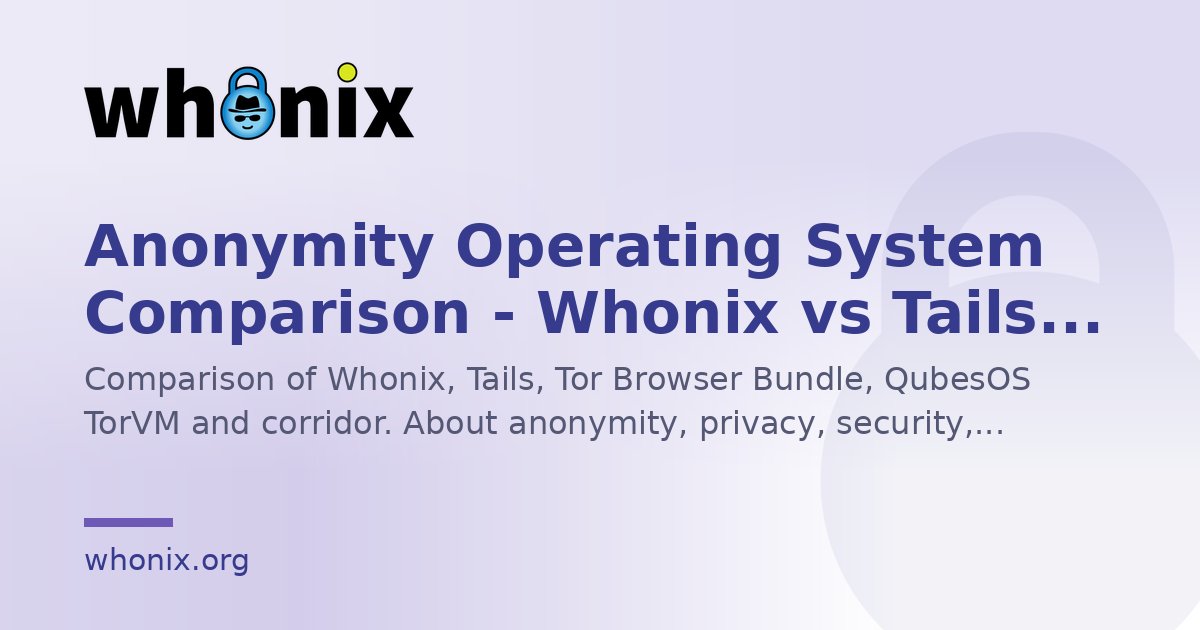 whonix
Anonymity Operating System
Comparison - Whonix vs Tails...
Comparison of Whonix, Tails, Tor Browser Bundle, QubesOS
TorVM and corridor. About anonymity, privacy, security,...
whonix.org